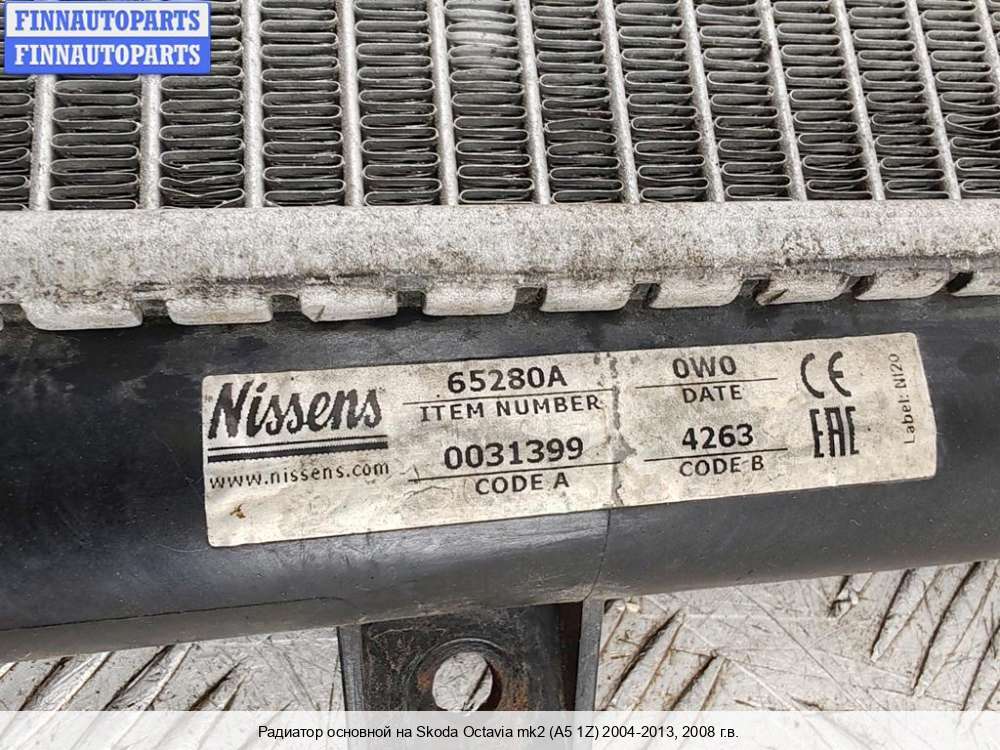 FINNAUTOPARTS
FINNAUTOPARTS
Nissens
www.nissens.com
65280A
ITEM NUMBER
0031399
CODE A
0W0
DATE
4263
CODE B
CE
EAC
Label: NI20
Радиатор основной на Skoda Octavia mk2 (A5 1Z) 2004-2013, 2008 г.в.